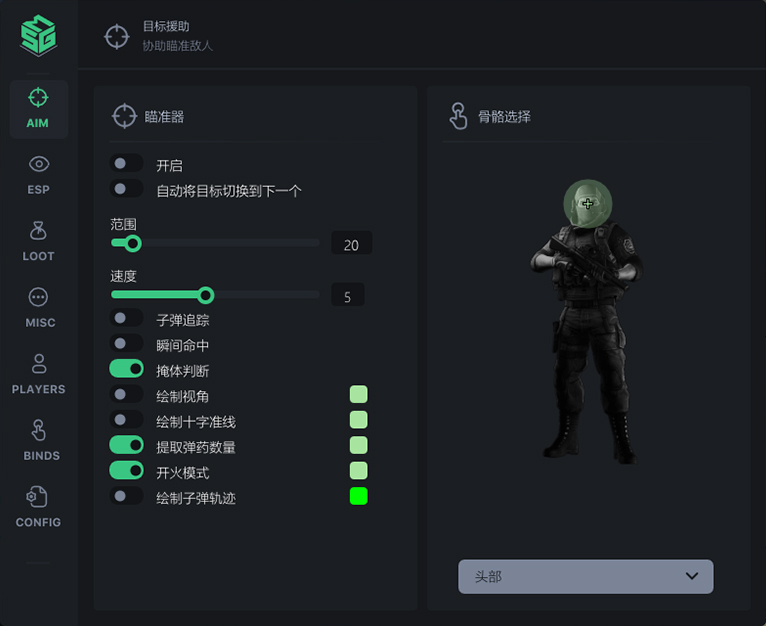 MSG
目标援助
协助瞄准敌人
AIM
ESP
LOOT
MISC
PLAYERS
BINDS
CONFIG
瞄准器
开启
自动将目标切换到下一个
范围
20
速度
5
子弹追踪
瞬间命中
掩体判断
绘制视角
绘制十字准线
提取弹药数量
开火模式
绘制子弹轨迹
骨骼选择
头部